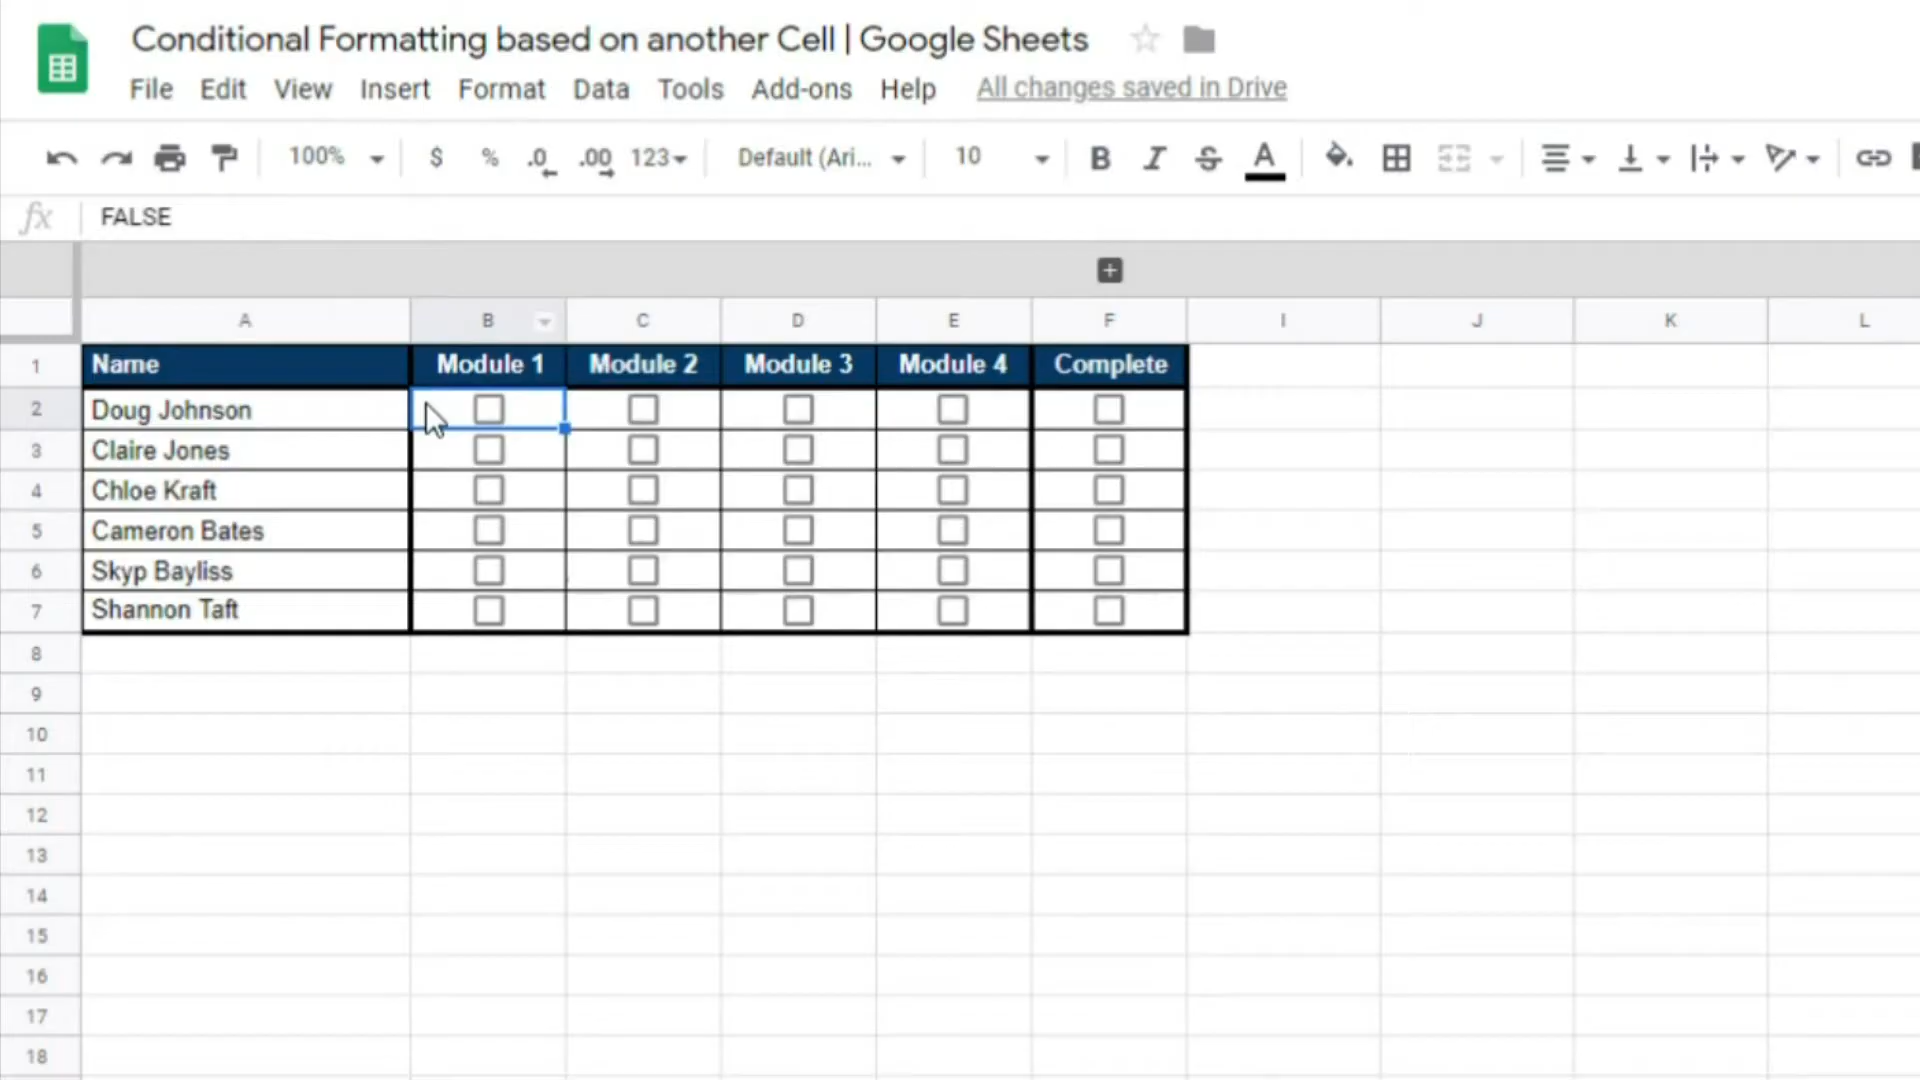 Conditional Formatting based on another Cell | Google Sheets
File Edit View Insert Format Data Tools Add-ons Help All changes saved in Drive
100% $ % .0 .00 123 Default (Ari... 10 B I S A
fx FALSE
A B C D E F I J K L
1 Name Module 1 Module 2 Module 3 Module 4 Complete
2 Doug Johnson
3 Claire Jones
4 Chloe Kraft
5 Cameron Bates
6 Skyp Bayliss
7 Shannon Taft
8
9
10
11
12
13
14
15
16
17
18